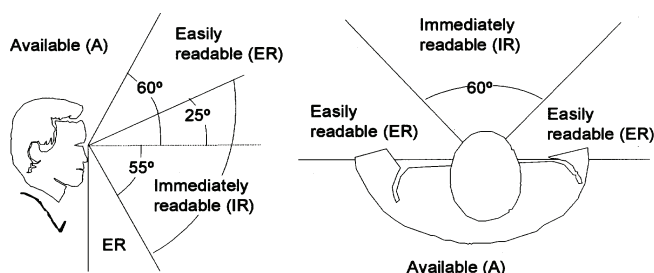 Available (A)
Easily
readable (ER)
60º
25º
55º
Immediately
readable (IR)
ER
Immediately
readable (IR)
60º
Easily
readable (ER)
Easily
readable (ER)
Available (A)